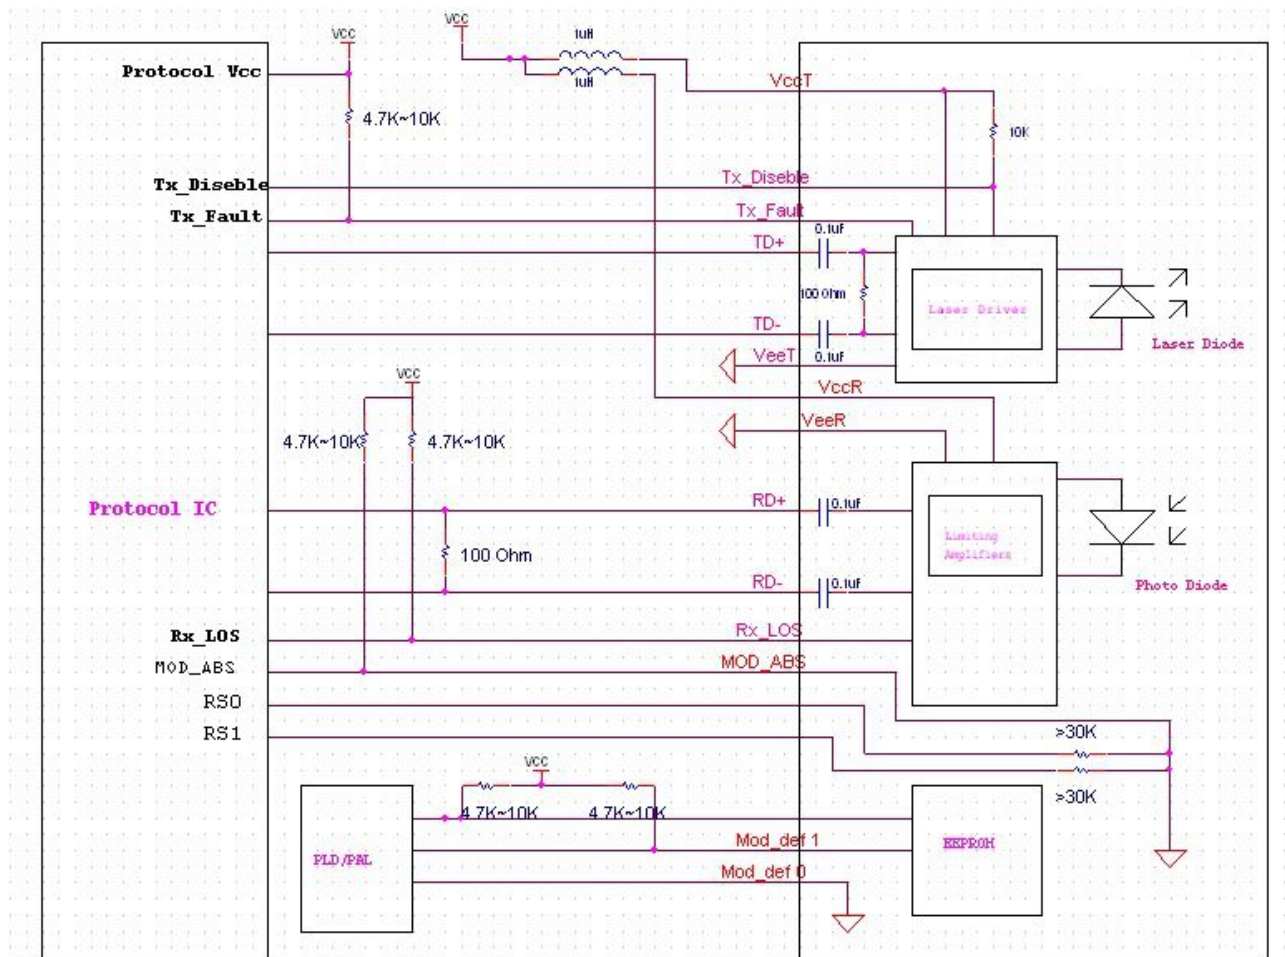 VCC
VCC
1uH
Protocol Vcc
1uH
VccT
4.7K~10K
10K
Tx_Diseble
Tx_Diseble
Tx_Fault
Tx_Fault
0.1uf
TD+
100 Ohm
Laser Driver
TD-
Laser Diode
VeeT
0.1uf
VCC
VccR
VeeR
4.7K~10K
4.7K~10K
Protocol IC
RD+
0.1uf
Limiting
Amplifiers
100 Ohm
RD-
0.1uf
Photo Diode
Rx_LOS
Rx_LOS
MOD_ABS
MOD_ABS
RS0
RS1
>30K
VCC
>30K
4.7K~10K
4.7K~10K
Mod_def 1
EEPROM
PLD/PAL
Mod_def 0